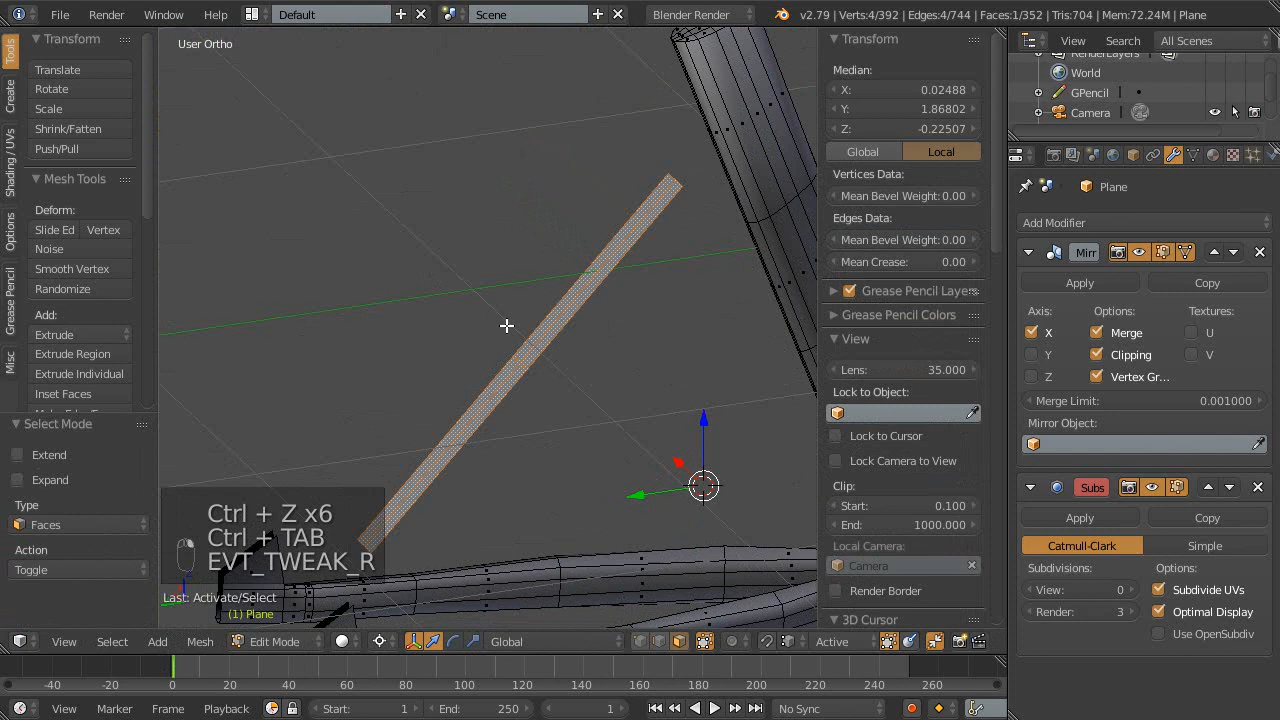 File
Render
Window
Help
Default
Scene
Blender Render
v2.79 | Verts:4/392 | Edges:4/744 | Faces:1/352 | Tris:704 | Mem:72.24M | Plane
Tools
Create
Shading / UVs
Options
Grease Pencil
Misc
Transform
Translate
Rotate
Scale
Shrink/Fatten
Push/Pull
Mesh Tools
Deform:
Slide Ed
Vertex
Noise
Smooth Vertex
Randomize
Add:
Extrude
Extrude Region
Extrude Individual
Inset Faces
Select Mode
Extend
Expand
Type
Faces
Action
Toggle
User Ortho
Ctrl + Z x6
Ctrl + TAB
EVT_TWEAK_R
Last: Activate/Select
(1) Plane
Transform
Median:
X: 0.02488
Y: 1.86802
Z: -0.22507
Global
Local
Vertices Data:
Mean Bevel Weight: 0.00
Edges Data:
Mean Bevel Weight: 0.00
Mean Crease: 0.00
Grease Pencil Laye
Grease Pencil Colors
View
Lens: 35.000
Lock to Object:
Lock to Cursor
Lock Camera to View
Clip:
Start: 0.100
End: 1000.000
Local Camera:
Camera
Render Border
3D Cursor
View
Search
All Scenes
RenderLayers
World
GPencil
Camera
Plane
Add Modifier
Mirr
Apply
Copy
Axis:
Options:
Textures:
X
Merge
U
Y
Clipping
V
Z
Vertex Gr...
Merge Limit: 0.001000
Mirror Object:
Subs
Apply
Copy
Catmull-Clark
Simple
Subdivisions:
Options:
View: 0
Subdivide UVs
Render: 3
Optimal Display
Use OpenSubdiv
View
Select
Add
Mesh
Edit Mode
Global
Active
-40 -20 0 20 40 60 80 100 120 140 160 180 200 220 240 260
View
Marker
Frame
Playback
Start: 1
End: 250
1
No Sync